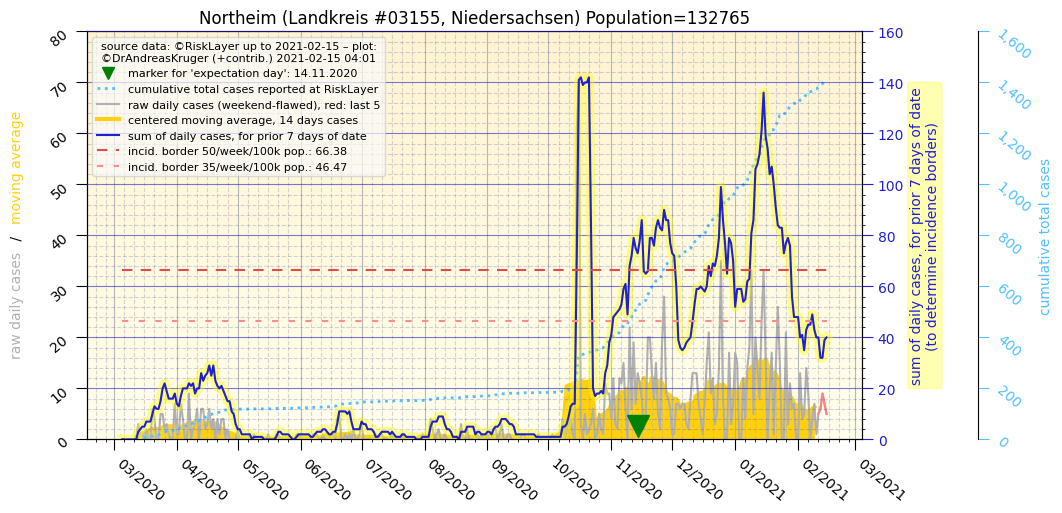 Northeim (Landkreis #03155, Niedersachsen) Population=132765
source data: ©RiskLayer up to 2021-02-15 – plot:
©DrAndreasKruger (+contrib.) 2021-02-15 04:01
marker for 'expectation day': 14.11.2020
cumulative total cases reported at RiskLayer
raw daily cases (weekend-flawed), red: last 5
centered moving average, 14 days cases
sum of daily cases, for prior 7 days of date
incid. border 50/week/100k pop.: 66.38
incid. border 35/week/100k pop.: 46.47
raw daily cases / moving average
80
70
60
50
40
30
20
10
0
160
140
120
100
80
60
40
20
0
sum of daily cases, for prior 7 days of date
(to determine incidence borders)
1,600
1,400
1,200
1,000
800
600
400
200
0
cumulative total cases
03/2020
04/2020
05/2020
06/2020
07/2020
08/2020
09/2020
10/2020
11/2020
12/2020
01/2021
02/2021
03/2021